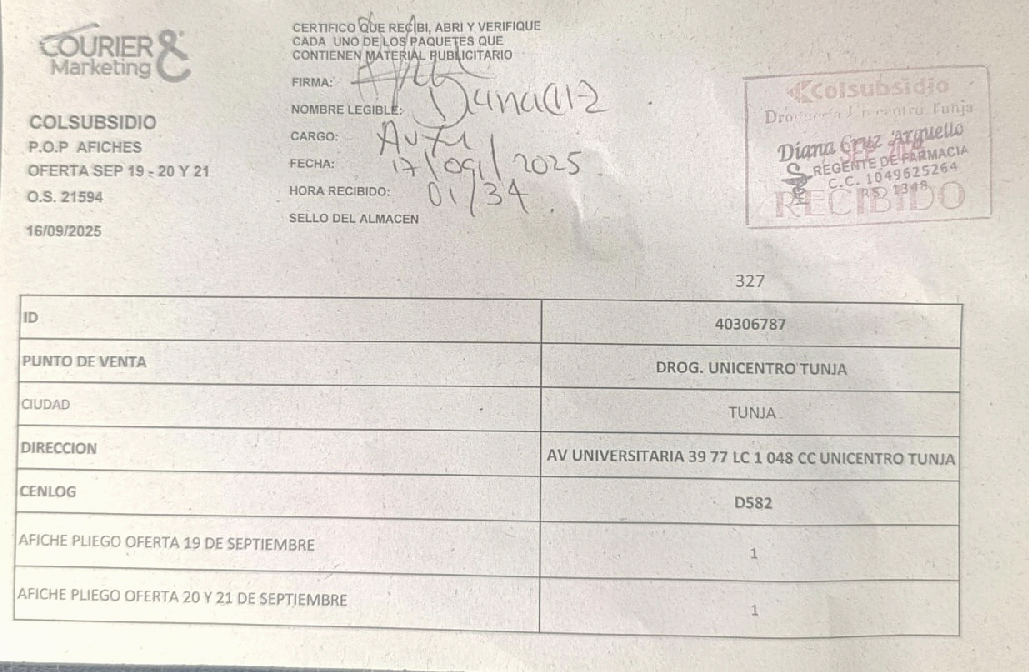 COURIER &
Marketing
COLSUBSIDIO
P.O.P AFICHES
OFERTA SEP 19 - 20 Y 21
O.S. 21594
16/09/2025
CERTIFICO QUE RECIBI, ABRI Y VERIFIQUE
CADA UNO DE LOS PAQUETES QUE
CONTIENEN MATERIAL PUBLICITARIO
FIRMA:
NOMBRE LEGIBLE:
CARGO:
FECHA: 17/09/2025
HORA RECIBIDO: 01/34
SELLO DEL ALMACEN
Colsubsidio
Droguería Unicentro Tunja
Diana Cruz Arguello
REGENTE DE FARMACIA
C.C. 1049625264
RECIBIDO
327
ID 40306787
PUNTO DE VENTA DROG. UNICENTRO TUNJA
CIUDAD TUNJA
DIRECCION AV UNIVERSITARIA 39 77 LC 1 048 CC UNICENTRO TUNJA
CENLOG D582
AFICHE PLIEGO OFERTA 19 DE SEPTIEMBRE 1
AFICHE PLIEGO OFERTA 20 Y 21 DE SEPTIEMBRE 1